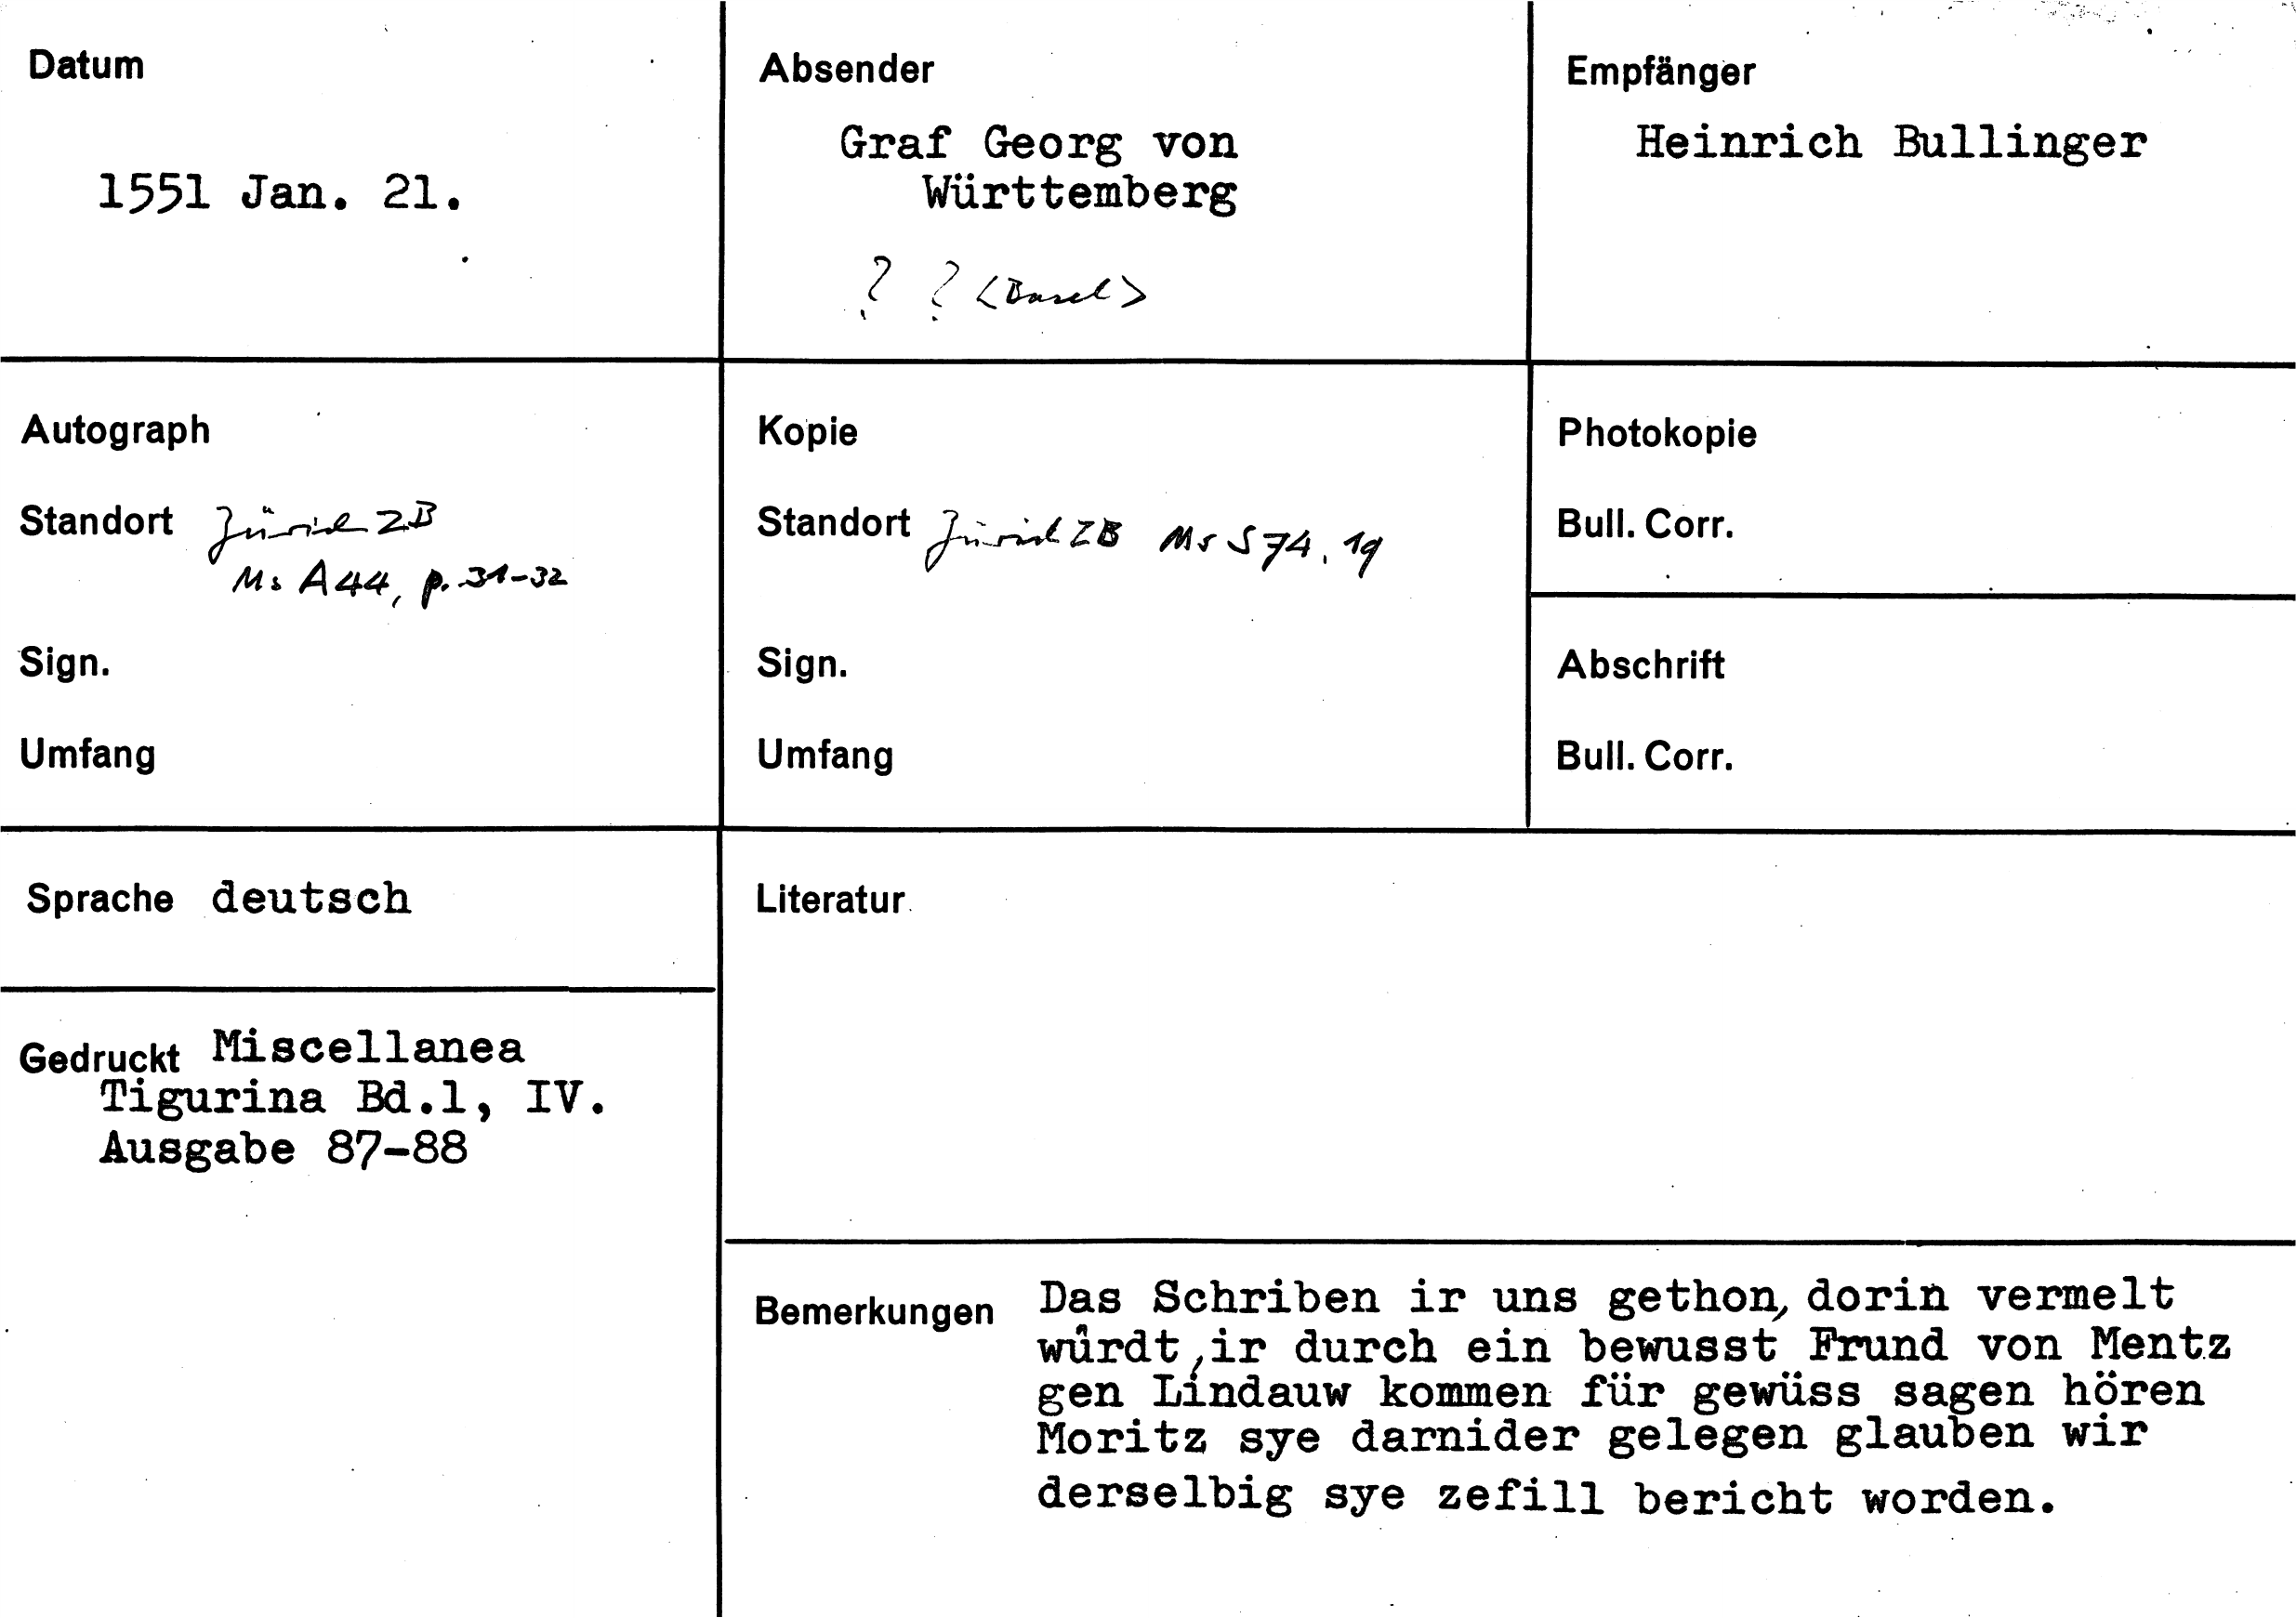 Datum
1551 Jan. 21.
Absender
Graf Georg von
Württemberg
? ? <Basel>
Empfänger
Heinrich Bullinger
Autograph
Standort Zürich ZB
Ms A 44, p. 31-32
Sign.
Umfang
Kopie
Standort Zürich ZB Ms S 74, 19
Sign.
Umfang
Photokopie
Bull. Corr.
Abschrift
Bull. Corr.
Sprache deutsch
Gedruckt Miscellanea
Tigurina Bd.1, IV.
Ausgabe 87-88
Literatur
Bemerkungen Das Schriben ir uns gethon, dorin vermelt
wûrdt, ir durch ein bewusst Frund von Mentz
gen Lindauw kommen für gewüss sagen hören
Moritz sye darnider gelegen glauben wir
derselbig sye zefill bericht worden.